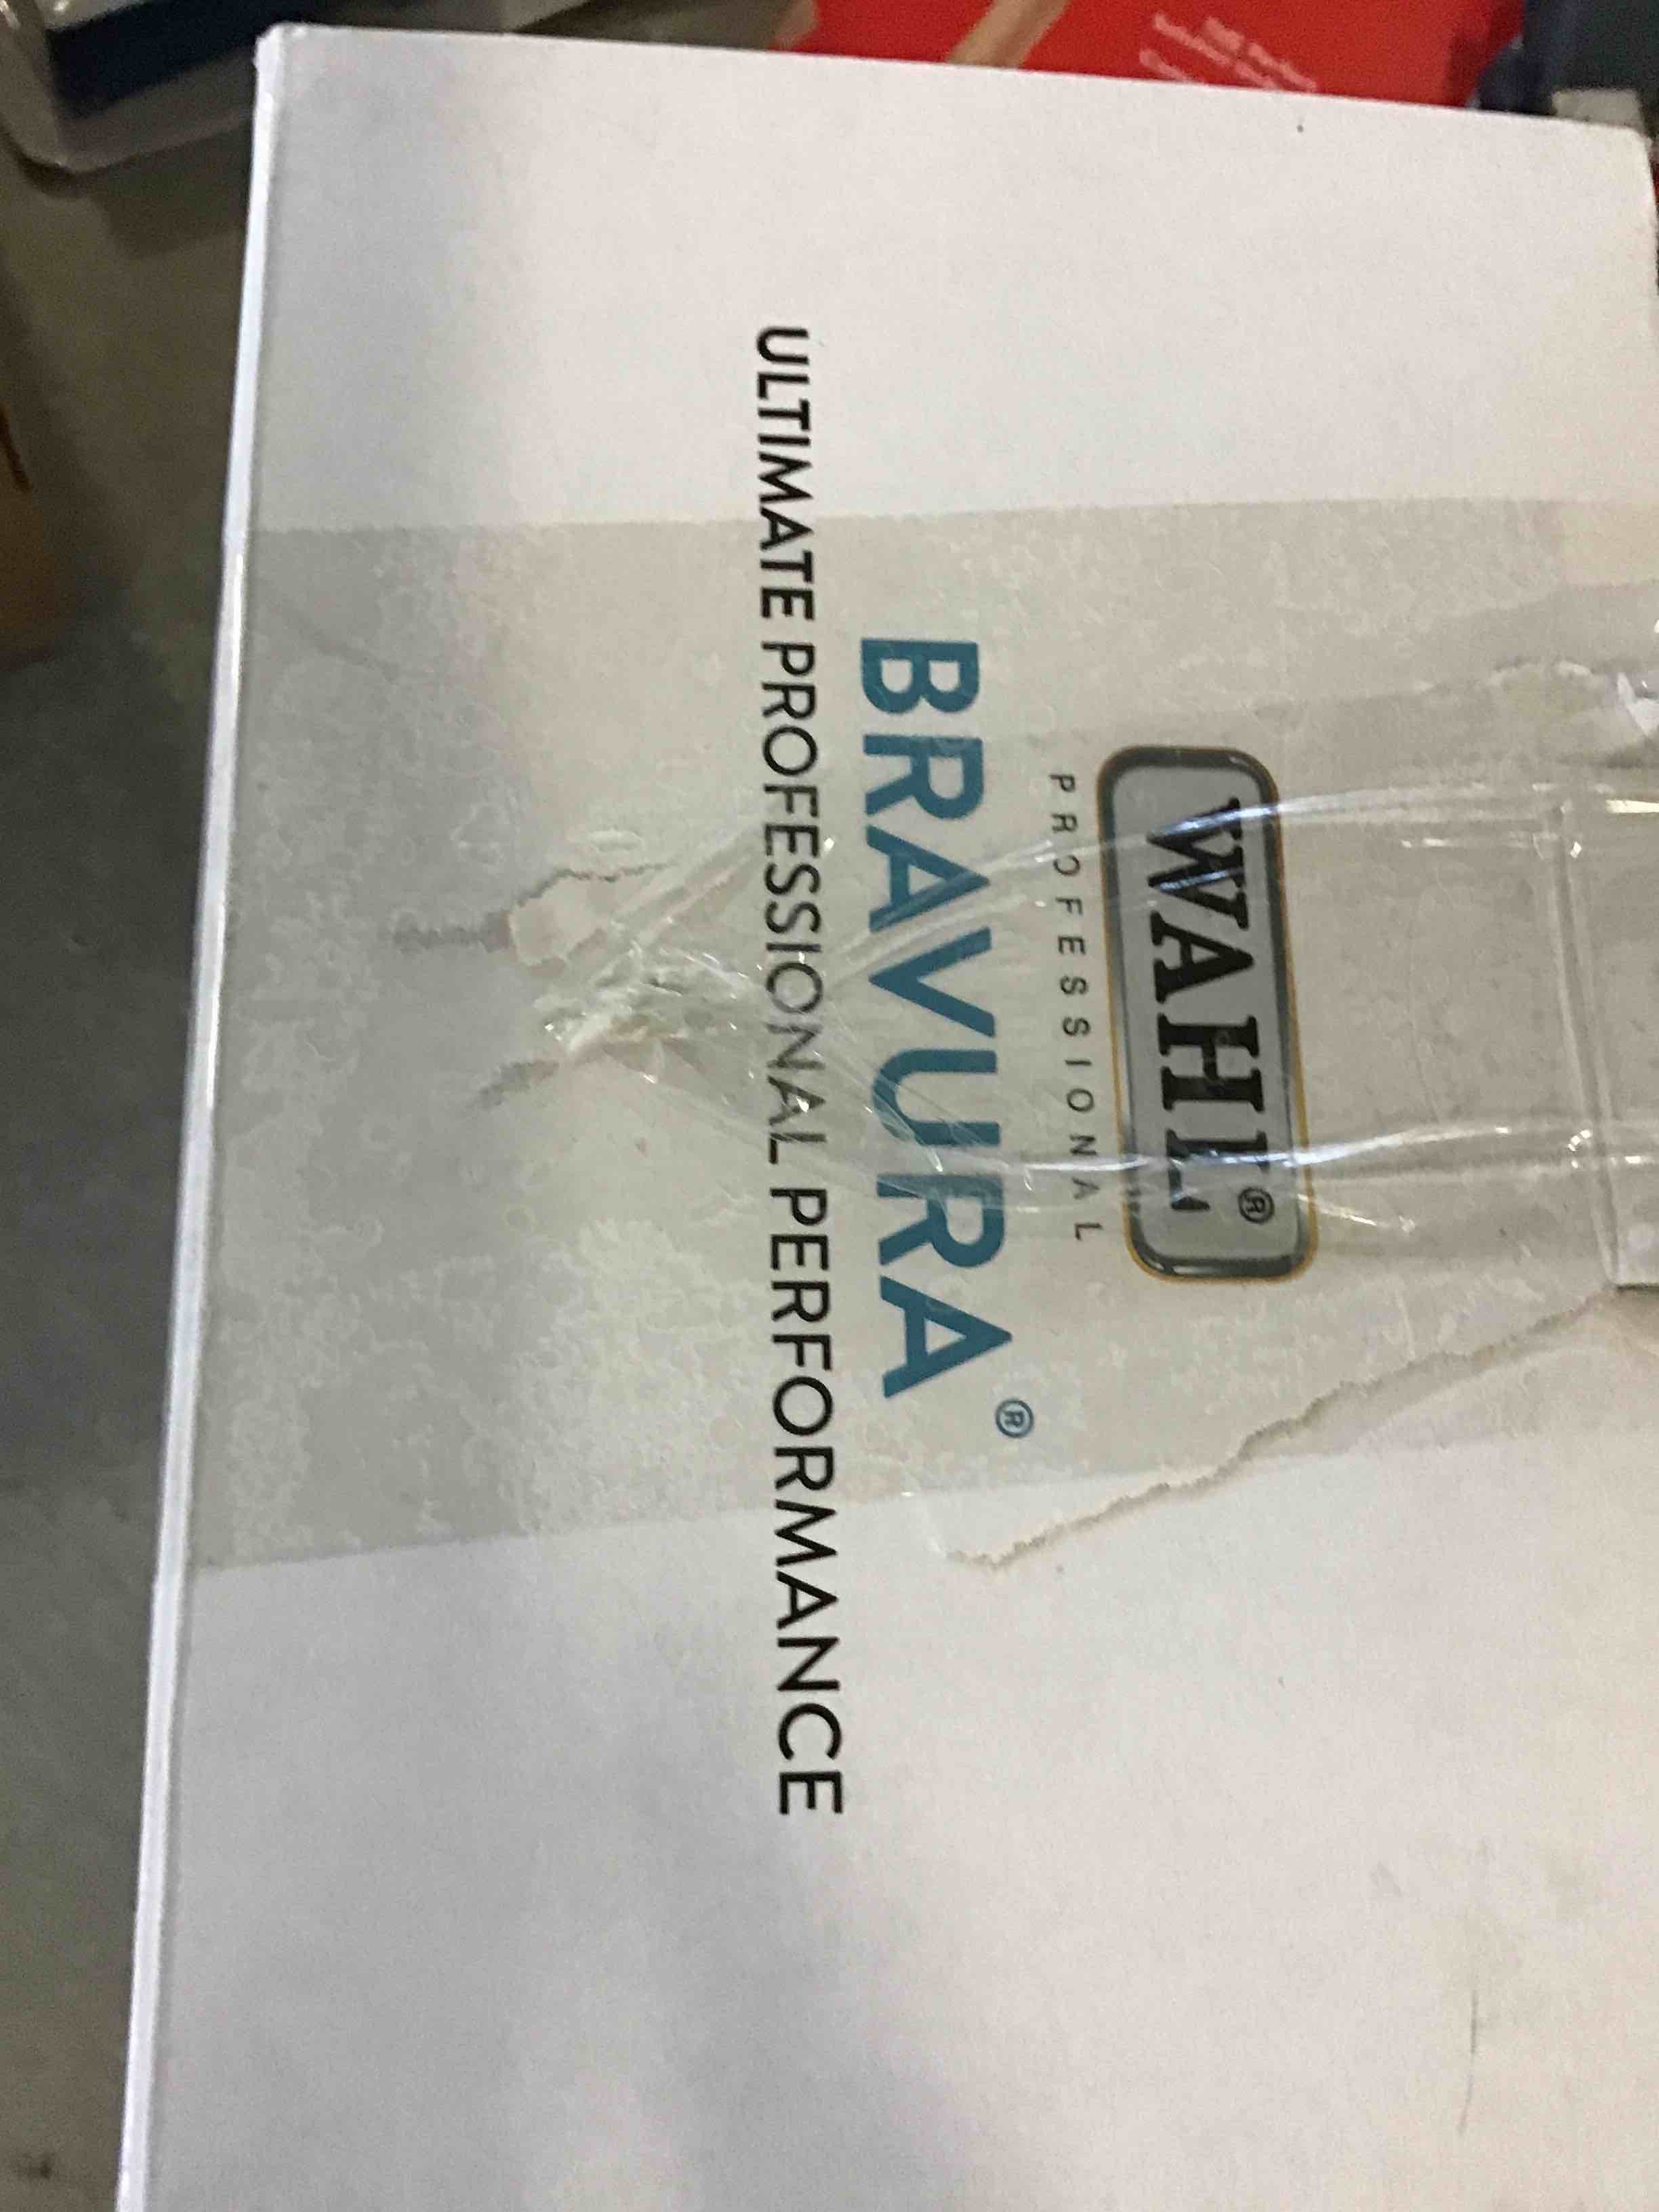 WAHL®
PROFESSIONAL
BRAVURA®
ULTIMATE PROFESSIONAL PERFORMANCE